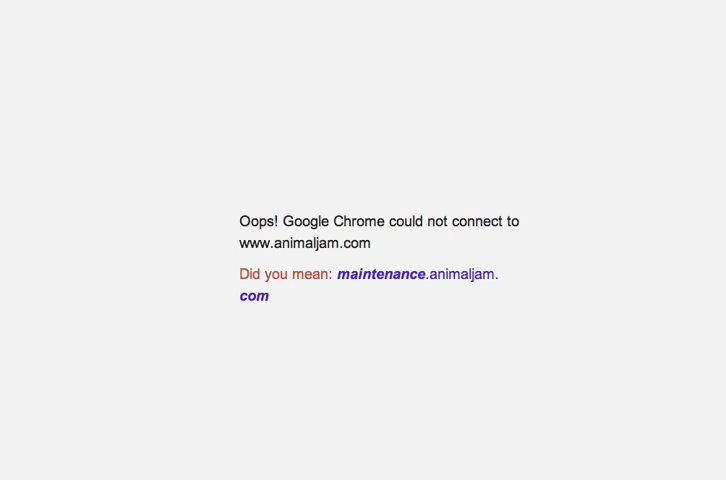 Oops! Google Chrome could not connect to
www.animaljam.com
Did you mean: maintenance.animaljam.
com